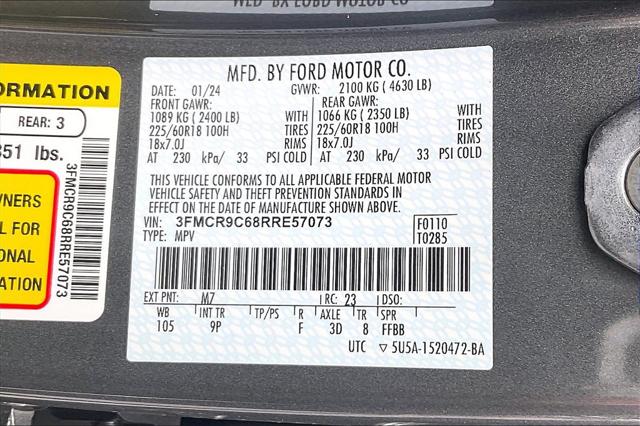 ORMATION
REAR: 3
851 lbs.
WNERS
L FOR
ONAL
ATION
3FMCR9C68RRE57073
MFD. BY FORD MOTOR CO.
DATE: 01/24 GVWR: 2100 KG ( 4630 LB)
FRONT GAWR: REAR GAWR:
1089 KG ( 2400 LB) WITH 1066 KG ( 2350 LB) WITH
225/60R18 100H TIRES 225/60R18 100H TIRES
18x7.0J RIMS 18x7.0J RIMS
AT 230 kPa/ 33 PSI COLD AT 230 kPa/ 33 PSI COLD
THIS VEHICLE CONFORMS TO ALL APPLICABLE FEDERAL MOTOR
VEHICLE SAFETY AND THEFT PREVENTION STANDARDS IN
EFFECT ON THE DATE OF MANUFACTURE SHOWN ABOVE.
VIN: 3FMCR9C68RRE57073 F0110
TYPE: MPV T0285
EXT PNT: M7 RC: 23 DSO:
WB INT TR TP/PS R AXLE TR SPR
105 9P F 3D 8 FFBB
UTC ▽ 5U5A-1520472-BA